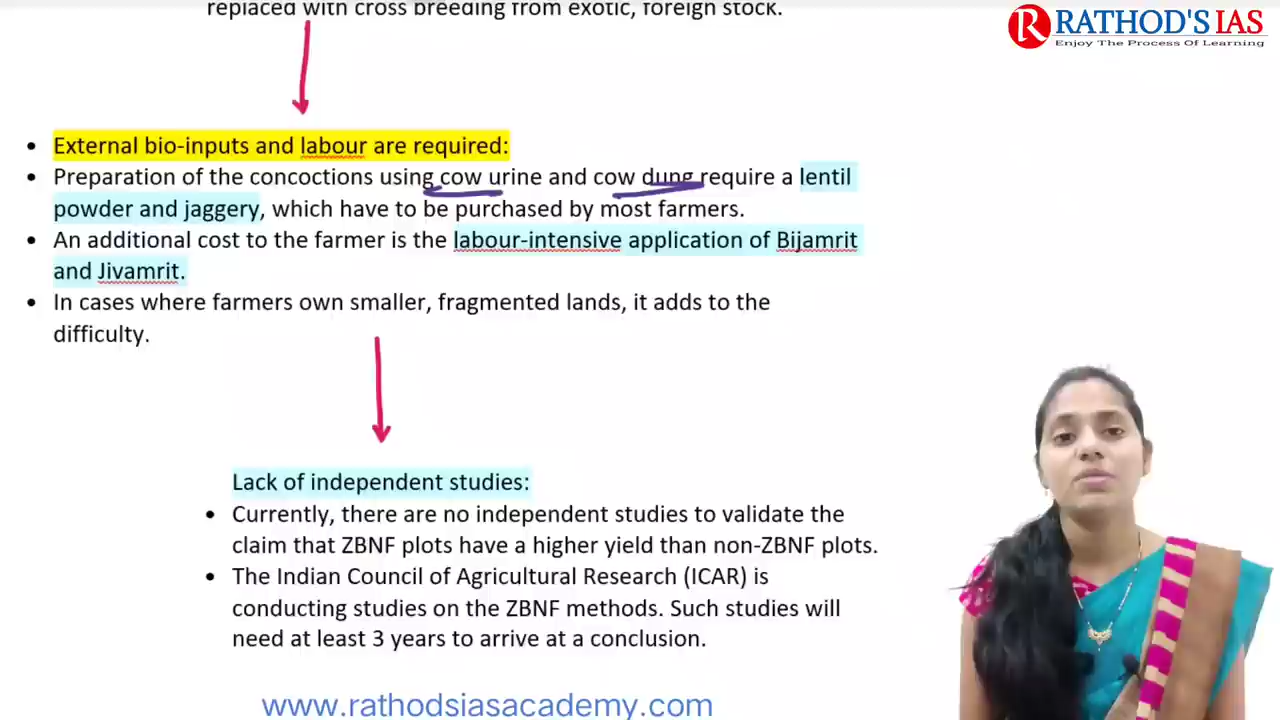 replaced with cross breeding from exotic, foreign stock.
RATHOD'S IAS
Enjoy The Process Of Learning
• External bio-inputs and labour are required:
• Preparation of the concoctions using cow urine and cow dung require a lentil
powder and jaggery, which have to be purchased by most farmers.
• An additional cost to the farmer is the labour-intensive application of Bijamrit
and Jivamrit.
• In cases where farmers own smaller, fragmented lands, it adds to the
difficulty.
Lack of independent studies:
• Currently, there are no independent studies to validate the
claim that ZBNF plots have a higher yield than non-ZBNF plots.
• The Indian Council of Agricultural Research (ICAR) is
conducting studies on the ZBNF methods. Such studies will
need at least 3 years to arrive at a conclusion.
www.rathodsiasacademy.com